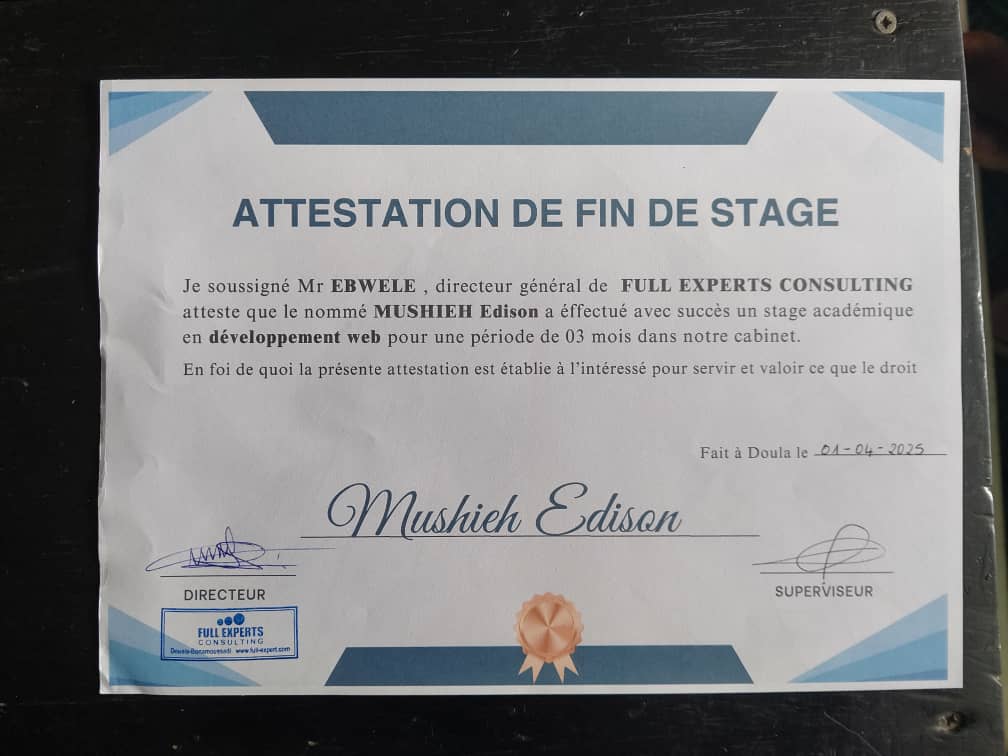 ATTESTATION DE FIN DE STAGE
Je soussigné Mr EBWELE , directeur général de FULL EXPERTS CONSULTING
atteste que le nommé MUSHIEH Edison a éffectué avec succès un stage académique
en développement web pour une période de 03 mois dans notre cabinet.
En foi de quoi la présente attestation est établie à l'intéressé pour servir et valoir ce que le droit
Fait à Doula le 01-04-2025
Mushieh Edison
DIRECTEUR
SUPERVISEUR
FULL EXPERTS
CONSULTING
www.full-expert.com